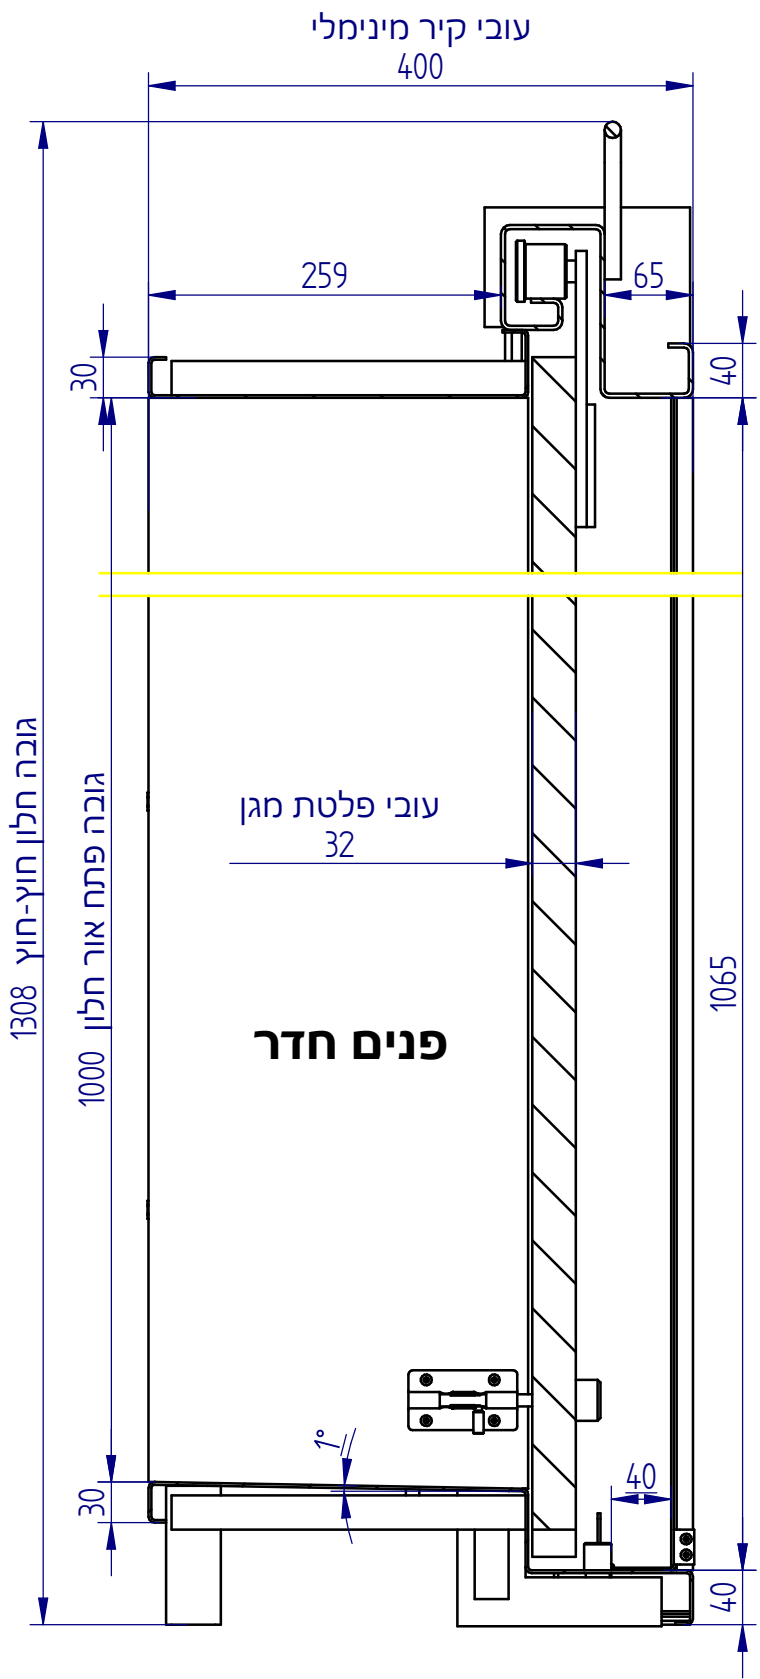 עובי קיר מינימלי
400
259
65
30
40
עובי פלטת מגן
32
גובה חלון חוץ-חוץ 1308
גובה פתח אור חלון 1000
1065
פנים חדר
1°
30
40
40